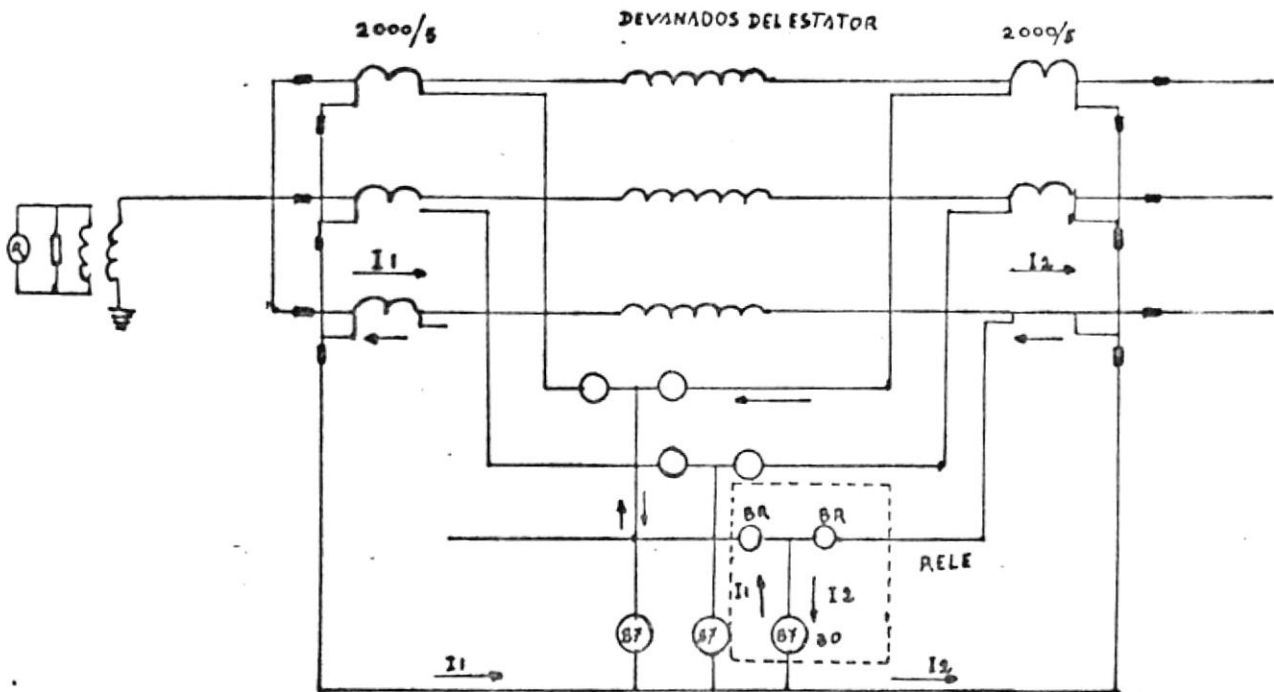 DEVANADOS DEL ESTATOR
2000/5
2000/5
R
I1
I2
BR
BR
RELE
I1
I2
87
87
87
BO
I1
I2